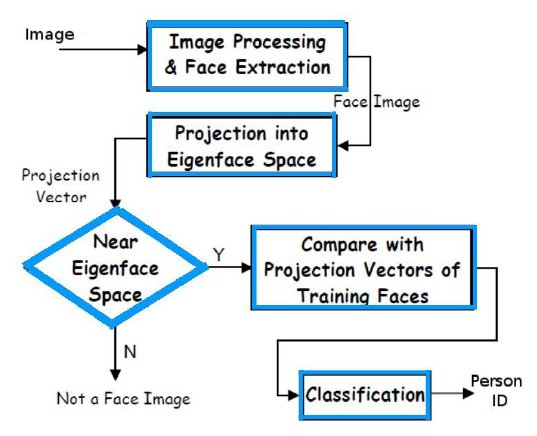 Image
Image Processing
& Face Extraction
Face Image
Projection into
Eigenface Space
Projection
Vector
Near
Eigenface
Space
Y
Compare with
Projection Vectors of
Training Faces
N
Not a Face Image
Classification
Person
ID